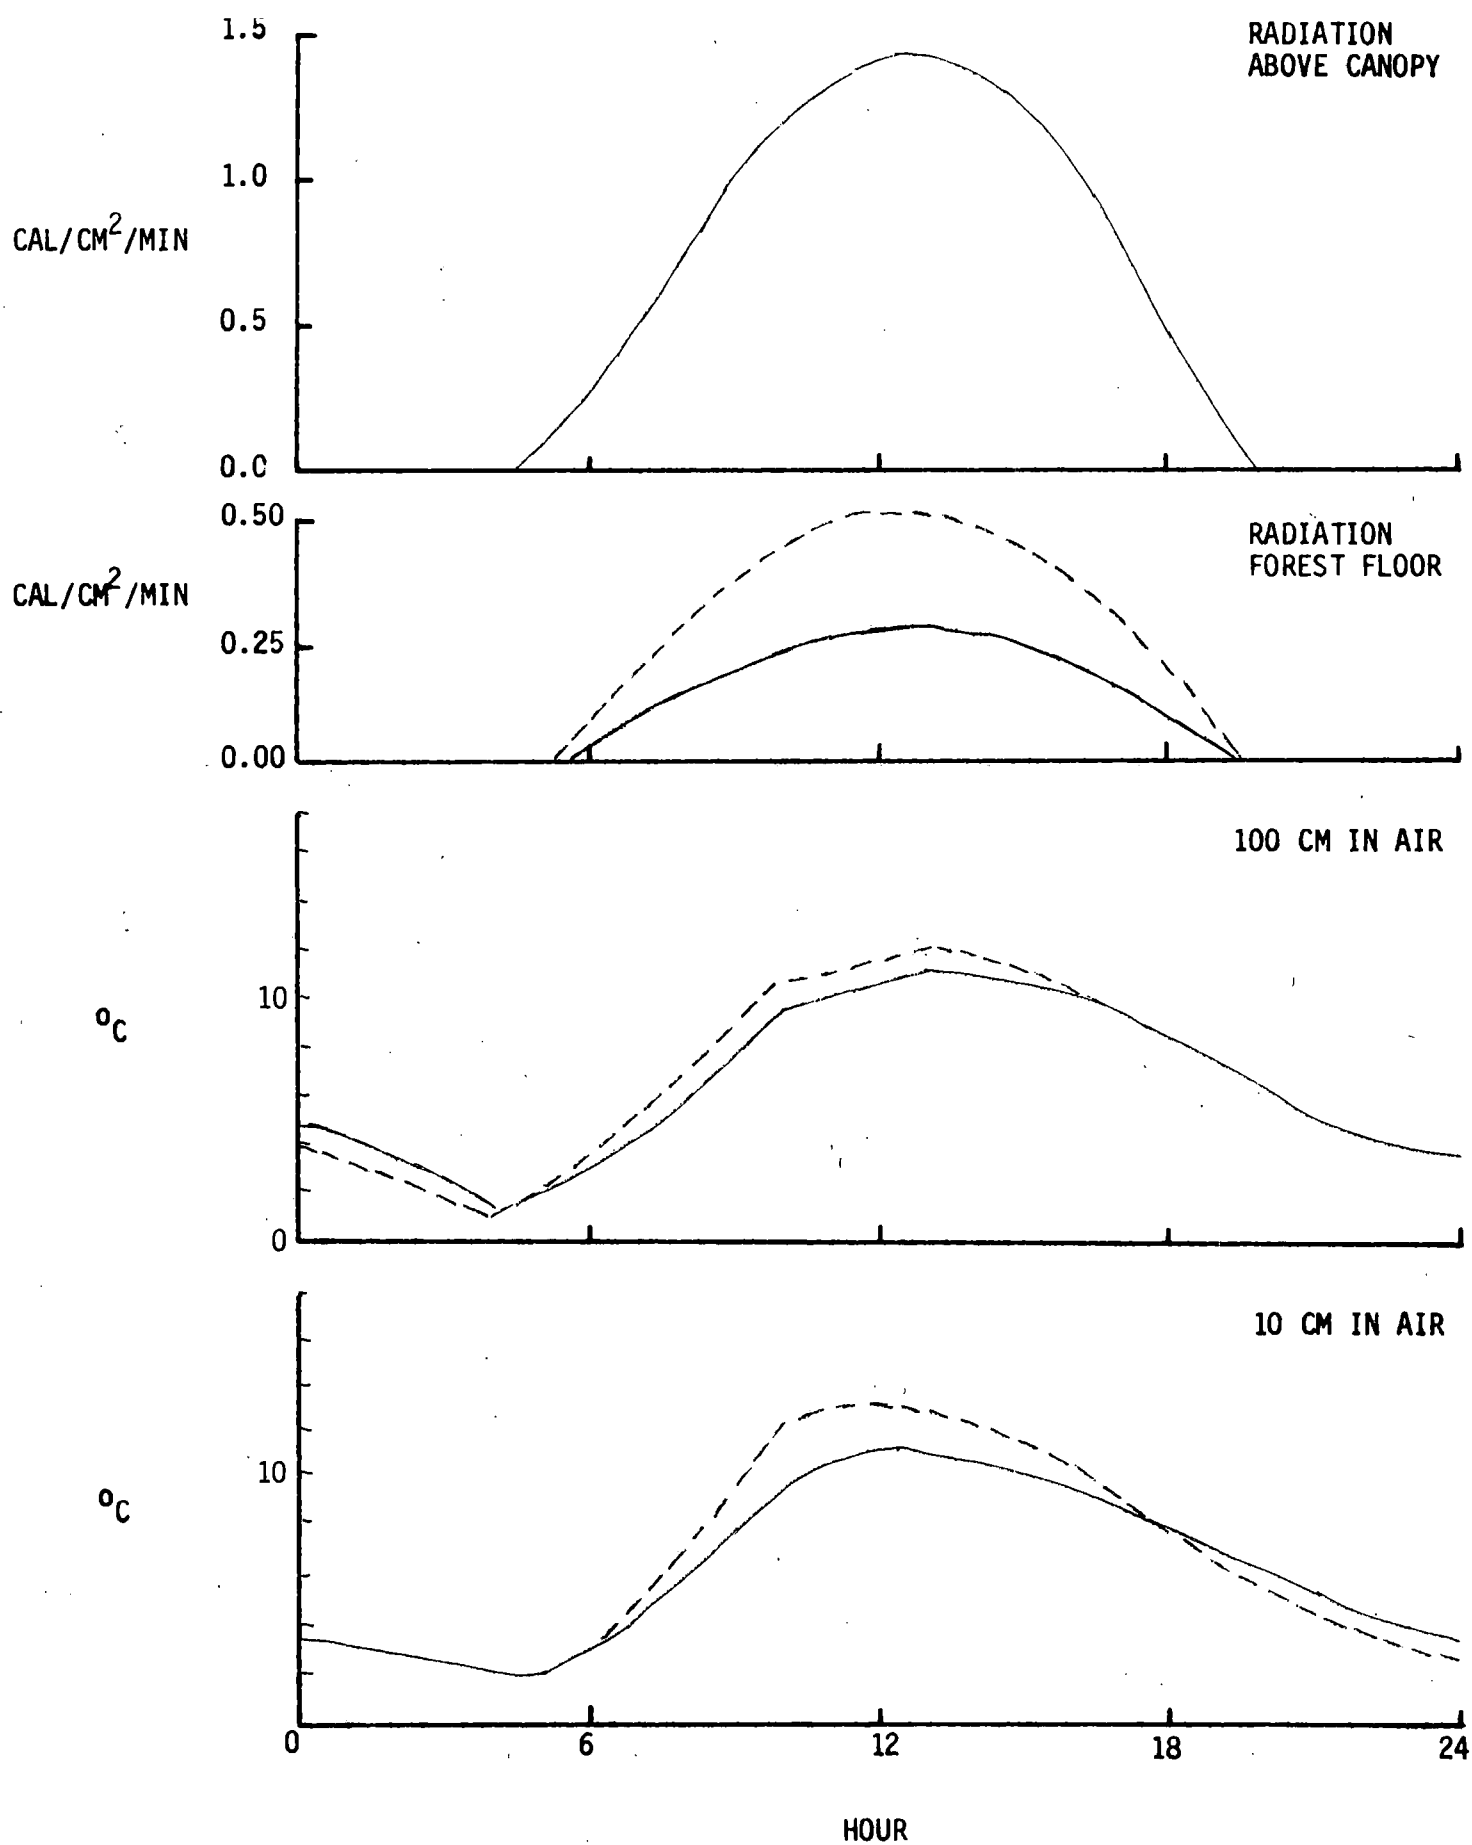 1.5
RADIATION
ABOVE CANOPY
1.0
CAL/CM²/MIN
0.5
0.0
0.50
RADIATION
FOREST FLOOR
CAL/CM²/MIN
0.25
0.00
100 CM IN AIR
10
°C
0
10 CM IN AIR
10
°C
0 6 12 18 24
HOUR